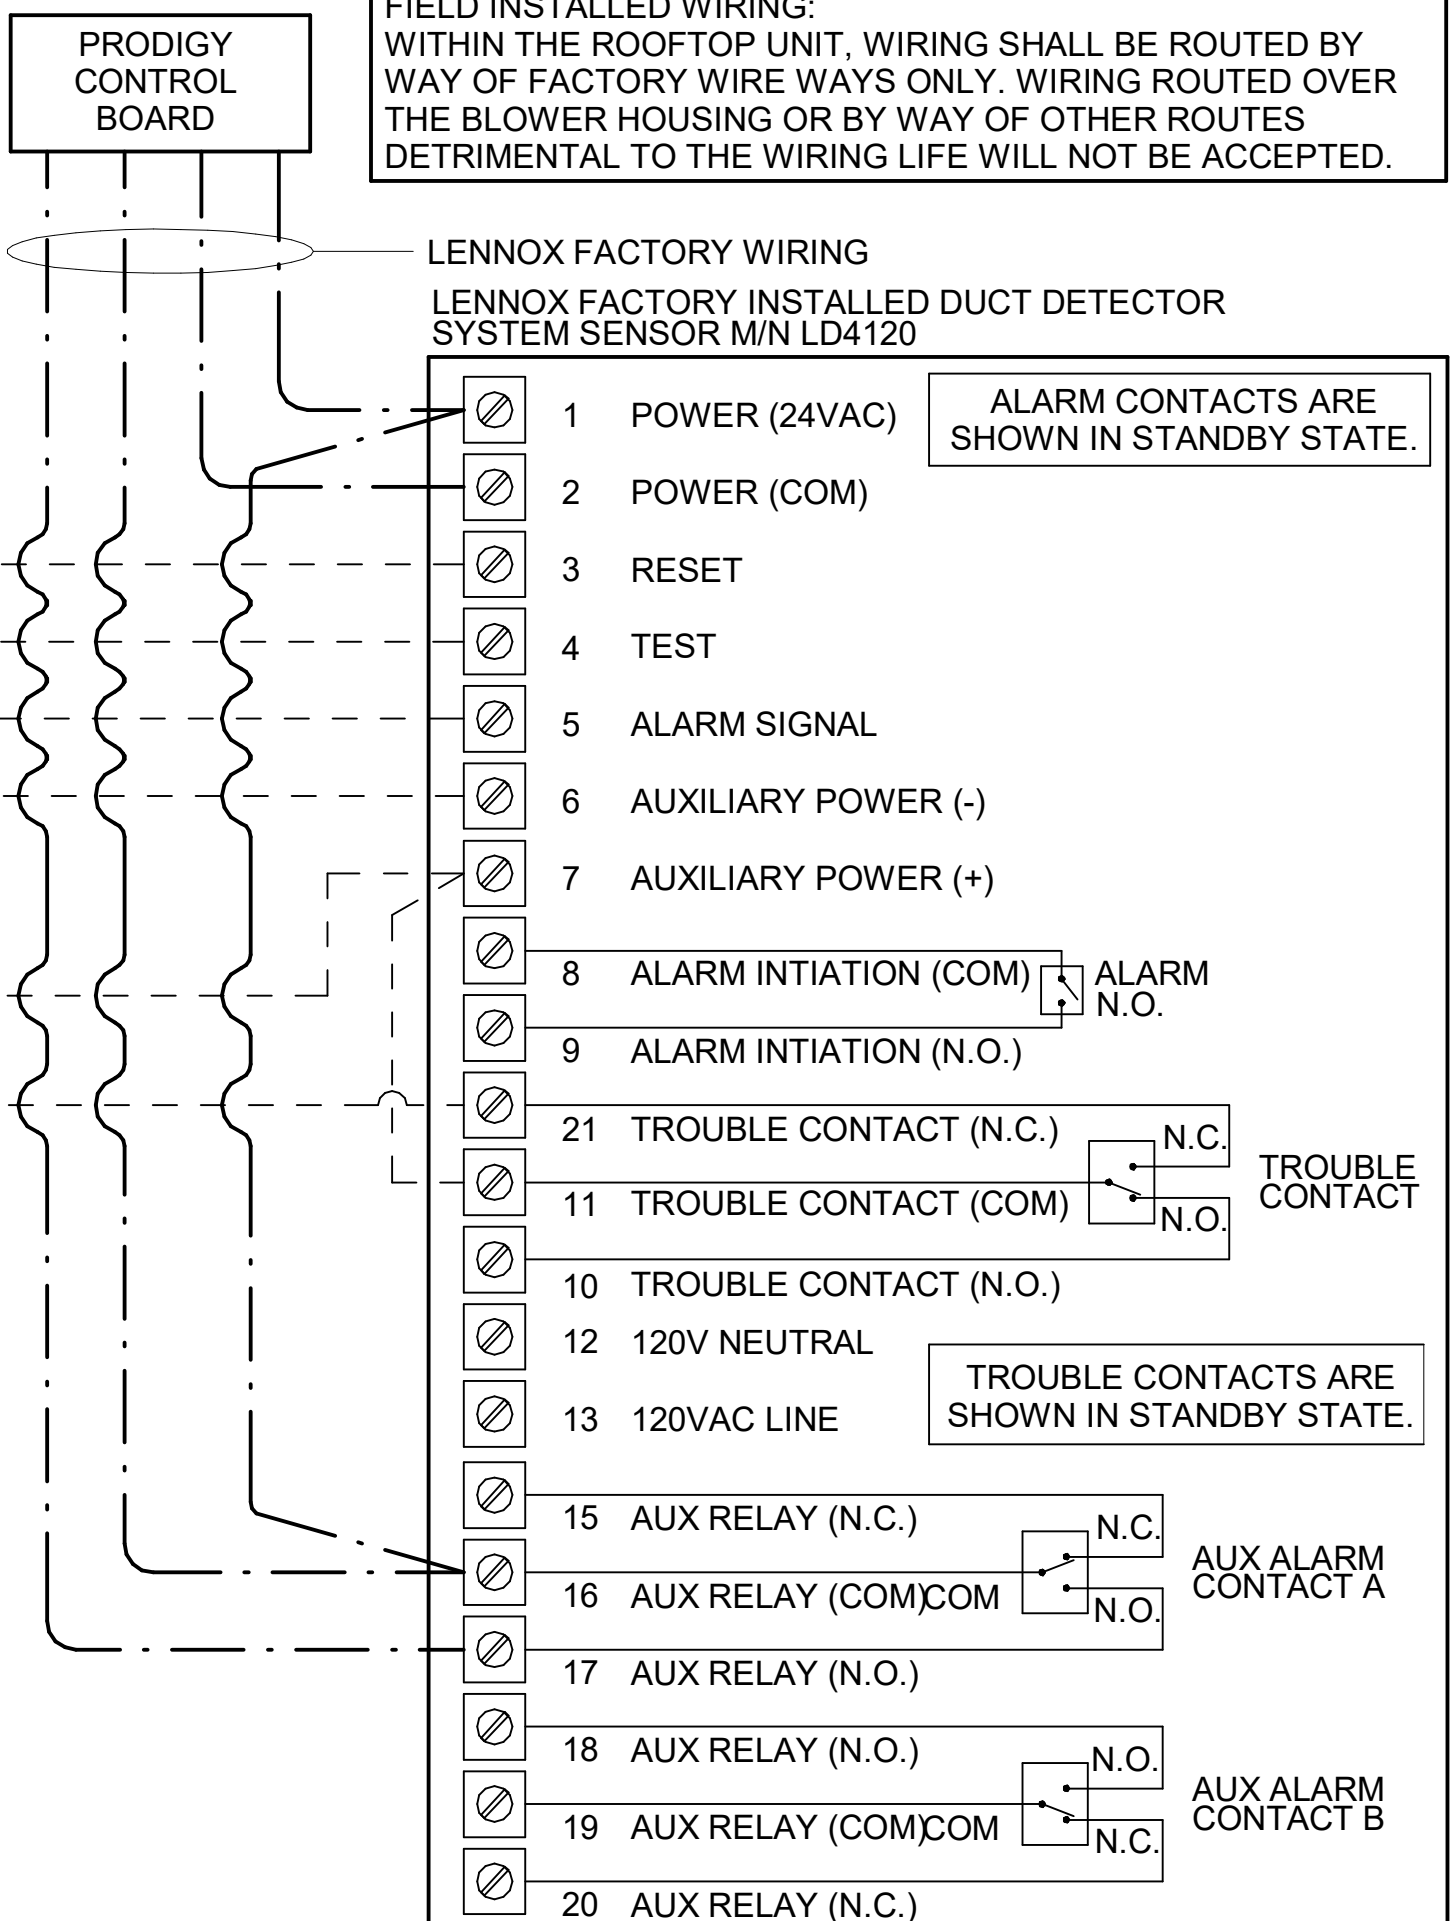 FIELD INSTALLED WIRING:
WITHIN THE ROOFTOP UNIT, WIRING SHALL BE ROUTED BY
WAY OF FACTORY WIRE WAYS ONLY. WIRING ROUTED OVER
THE BLOWER HOUSING OR BY WAY OF OTHER ROUTES
DETRIMENTAL TO THE WIRING LIFE WILL NOT BE ACCEPTED.
PRODIGY
CONTROL
BOARD
LENNOX FACTORY WIRING
LENNOX FACTORY INSTALLED DUCT DETECTOR
SYSTEM SENSOR M/N LD4120
ALARM CONTACTS ARE
SHOWN IN STANDBY STATE.
1 POWER (24VAC)
2 POWER (COM)
3 RESET
4 TEST
5 ALARM SIGNAL
6 AUXILIARY POWER (-)
7 AUXILIARY POWER (+)
8 ALARM INTIATION (COM)
ALARM
N.O.
9 ALARM INTIATION (N.O.)
21 TROUBLE CONTACT (N.C.)
N.C.
TROUBLE
CONTACT
11 TROUBLE CONTACT (COM)
N.O.
10 TROUBLE CONTACT (N.O.)
12 120V NEUTRAL
13 120VAC LINE
TROUBLE CONTACTS ARE
SHOWN IN STANDBY STATE.
15 AUX RELAY (N.C.)
N.C.
AUX ALARM
CONTACT A
16 AUX RELAY (COM)COM
N.O.
17 AUX RELAY (N.O.)
18 AUX RELAY (N.O.)
N.O.
AUX ALARM
CONTACT B
19 AUX RELAY (COM)COM
N.C.
20 AUX RELAY (N.C.)